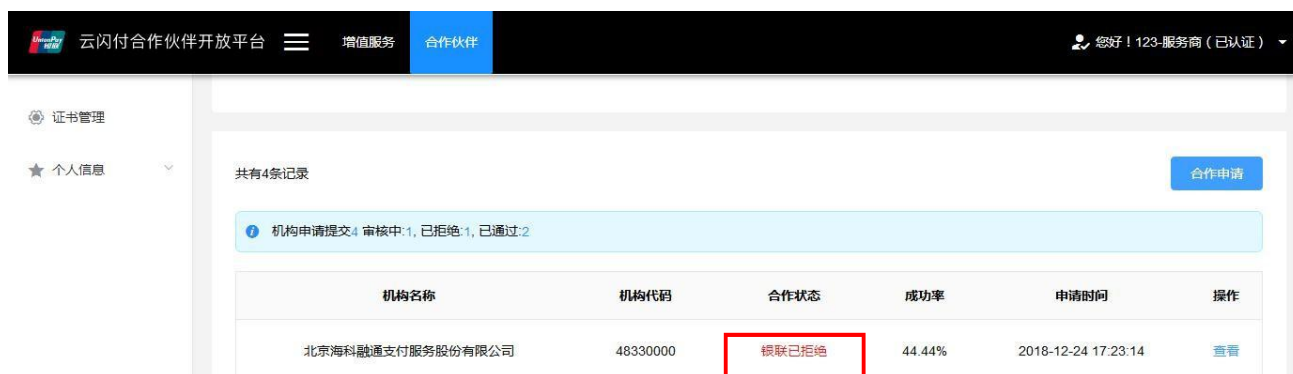 UnionPay 银联 云闪付合作伙伴开放平台 增值服务 合作伙伴 您好！123-服务商（已认证）
证书管理
个人信息
共有4条记录 合作申请
机构申请提交4 审核中:1, 已拒绝:1, 已通过:2
机构名称 机构代码 合作状态 成功率 申请时间 操作
北京海科融通支付服务股份有限公司 48330000 银联已拒绝 44.44% 2018-12-24 17:23:14 查看